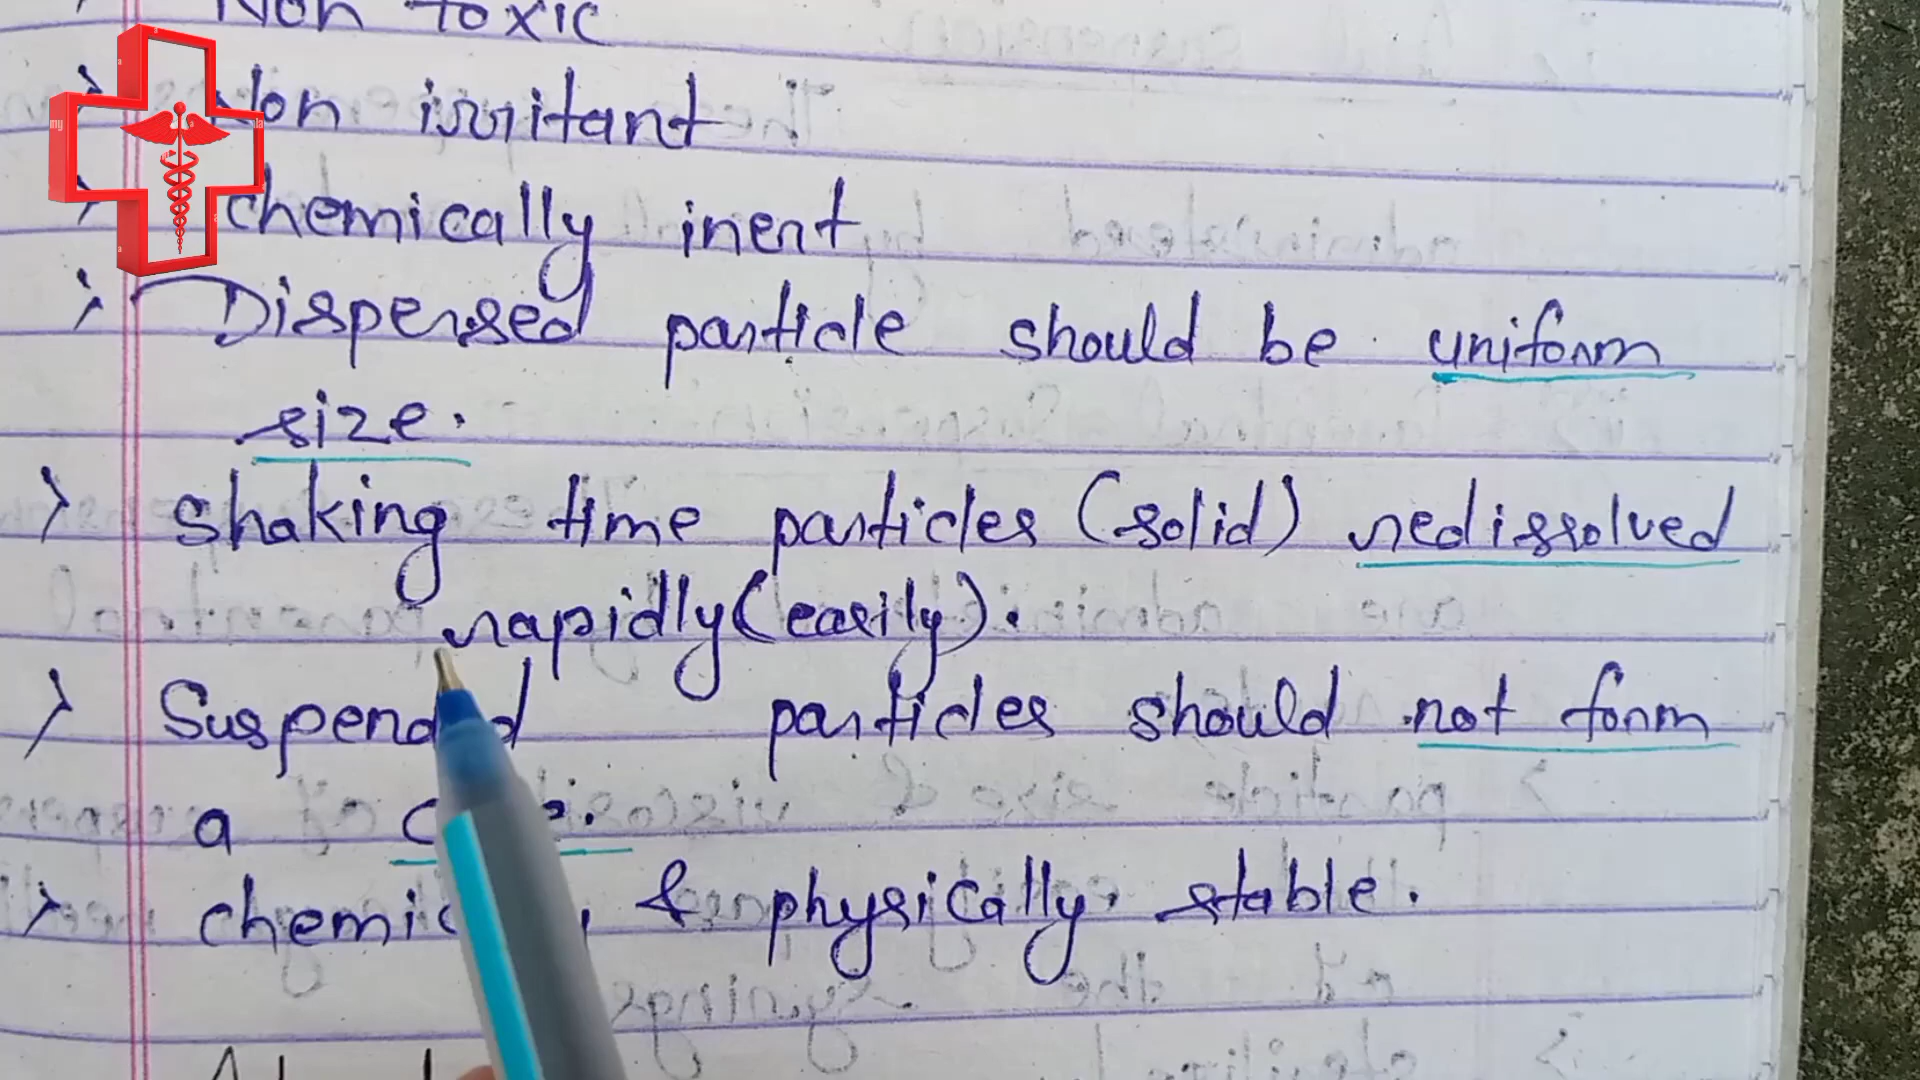 Non toxic
Non irritant
chemically inert
Dispersed particle should be uniform
size.
Shaking time particles (solid) redissolved
rapidly (easily).
Suspended particles should not form
a
& physically stable.